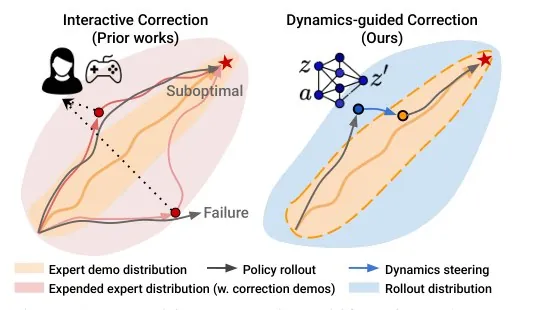 Interactive Correction
(Prior works)
Dynamics-guided Correction
(Ours)
Suboptimal
Failure
z
a
z'
Expert demo distribution
Policy rollout
Dynamics steering
Expended expert distribution (w. correction demos)
Rollout distribution